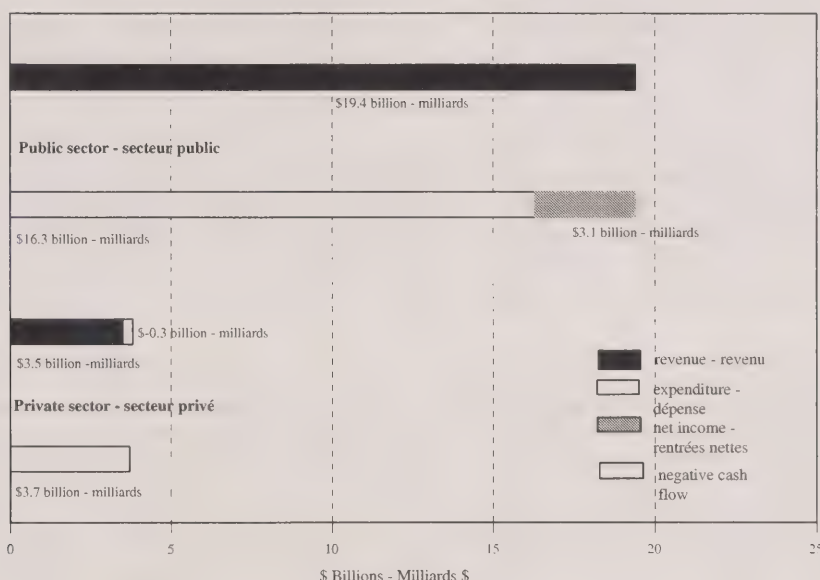 $19.4 billion - milliards
Public sector - secteur public
$16.3 billion - milliards
$3.1 billion - milliards
$-0.3 billion - milliards
$3.5 billion -milliards
Private sector - secteur privé
$3.7 billion - milliards
revenue - revenu
expenditure -
dépense
net income -
rentrées nettes
negative cash
flow
0 5 10 15 20 25
$ Billions - Milliards $